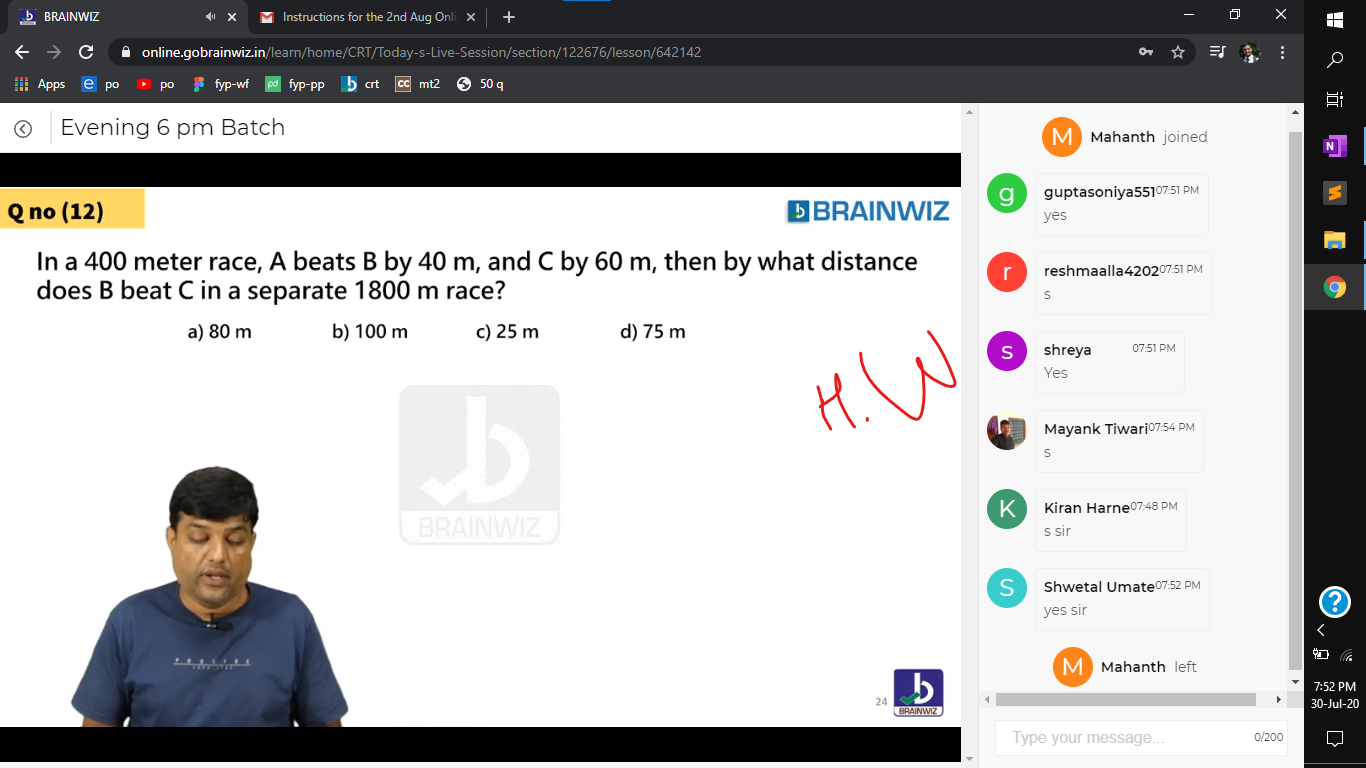 BRAINWIZ
Instructions for the 2nd Aug Onli
online.gobrainwiz.in/learn/home/CRT/Today-s-Live-Session/section/122676/lesson/642142
Apps po po fyp-wf fyp-pp crt mt2 50 q
Evening 6 pm Batch
Q no (12)
BRAINWIZ
In a 400 meter race, A beats B by 40 m, and C by 60 m, then by what distance
does B beat C in a separate 1800 m race?
a) 80 m b) 100 m c) 25 m d) 75 m
H.W
BRAINWIZ
24
BRAINWIZ
M Mahanth joined
g guptasoniya551 07:51 PM
yes
r reshmaalla4202 07:51 PM
s
s shreya 07:51 PM
Yes
Mayank Tiwari 07:54 PM
s
K Kiran Harne 07:48 PM
s sir
S Shwetal Umate 07:52 PM
yes sir
M Mahanth left
Type your message... 0/200
7:52 PM
30-Jul-20